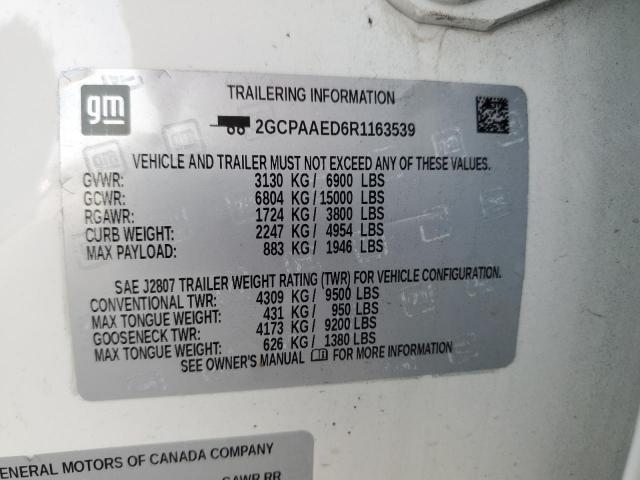 gm
TRAILERING INFORMATION
2GCPAAED6R1163539
VEHICLE AND TRAILER MUST NOT EXCEED ANY OF THESE VALUES.
GVWR: 3130 KG/ 6900 LBS
GCWR: 6804 KG/15000 LBS
RGAWR: 1724 KG/ 3800 LBS
CURB WEIGHT: 2247 KG/ 4954 LBS
MAX PAYLOAD: 883 KG/ 1946 LBS
SAE J2807 TRAILER WEIGHT RATING (TWR) FOR VEHICLE CONFIGURATION.
CONVENTIONAL TWR: 4309 KG/ 9500 LBS
MAX TONGUE WEIGHT: 431 KG/ 950 LBS
GOOSENECK TWR: 4173 KG/ 9200 LBS
MAX TONGUE WEIGHT: 626 KG/ 1380 LBS
SEE OWNER'S MANUAL FOR MORE INFORMATION
ENERAL MOTORS OF CANADA COMPANY
GAWR RR